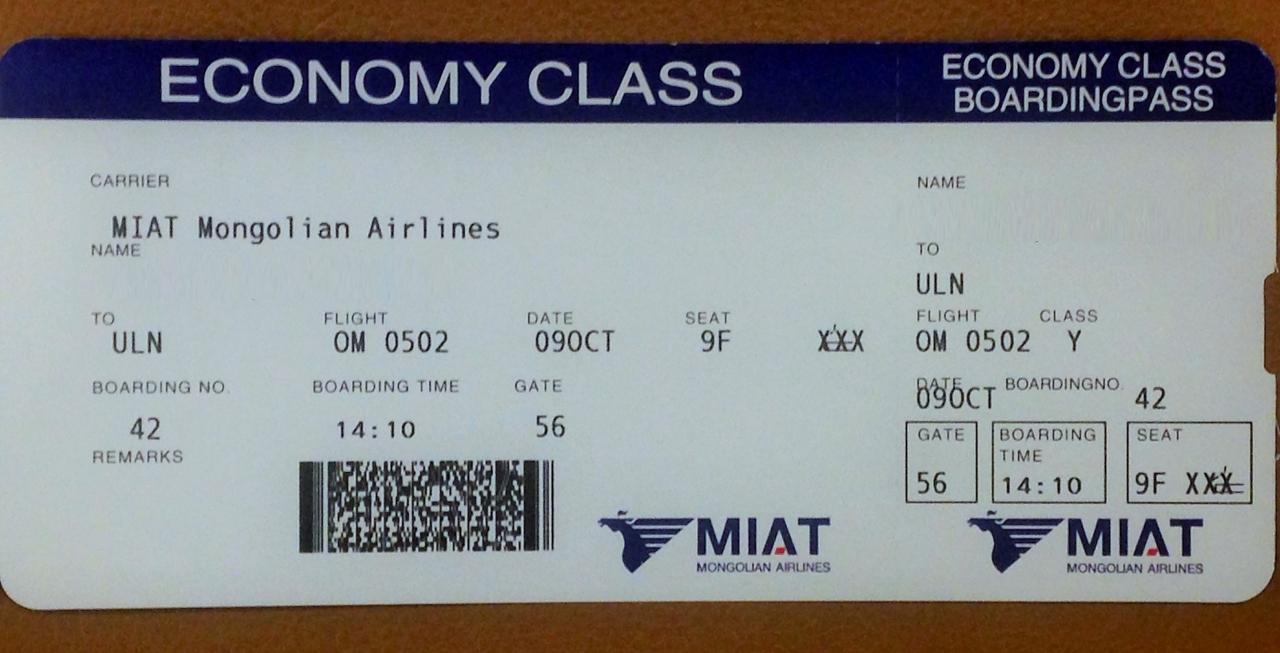 ECONOMY CLASS
CARRIER
MIAT Mongolian Airlines
NAME
TO FLIGHT DATE SEAT
ULN OM 0502 09OCT 9F XXX
BOARDING NO. BOARDING TIME GATE
42 14:10 56
REMARKS
MIAT
MONGOLIAN AIRLINES
ECONOMY CLASS
BOARDINGPASS
NAME
TO
ULN
FLIGHT CLASS
OM 0502 Y
DATE BOARDINGNO.
09OCT 42
GATE BOARDING TIME SEAT
56 14:10 9F XXX
MIAT
MONGOLIAN AIRLINES